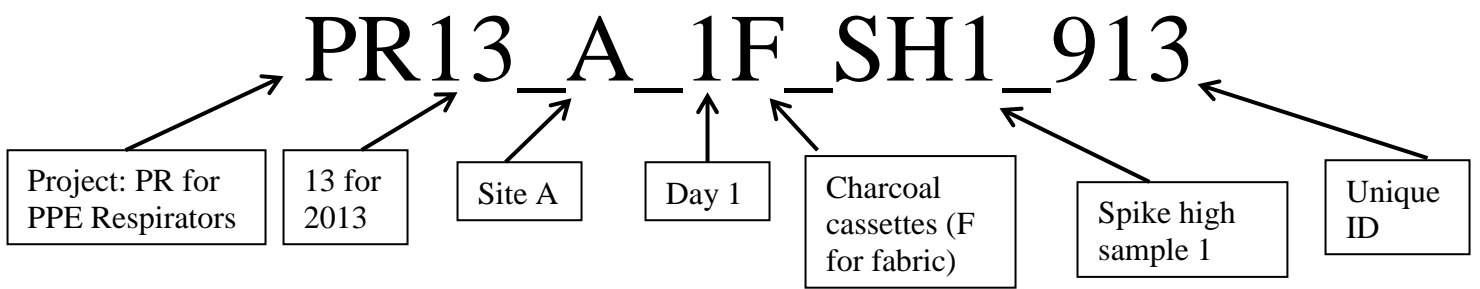 PR13_A_1F_SH1_913
Project: PR for
PPE Respirators
13 for
2013
Site A
Day 1
Charcoal
cassettes (F
for fabric)
Spike high
sample 1
Unique
ID